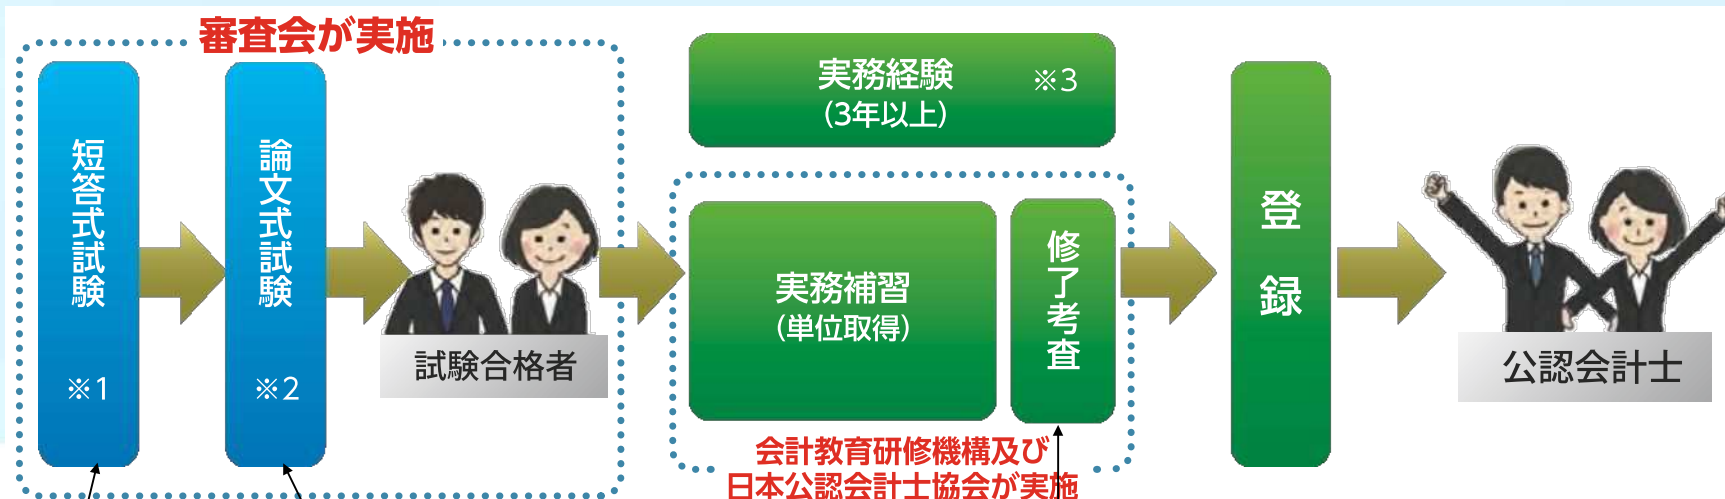 審査会が実施
短答式試験
※1
論文式試験
※2
試験合格者
実務経験 ※3
(3年以上)
実務補習
(単位取得)
修了考査
会計教育研修機構及び
日本公認会計士協会が実施
登録
公認会計士